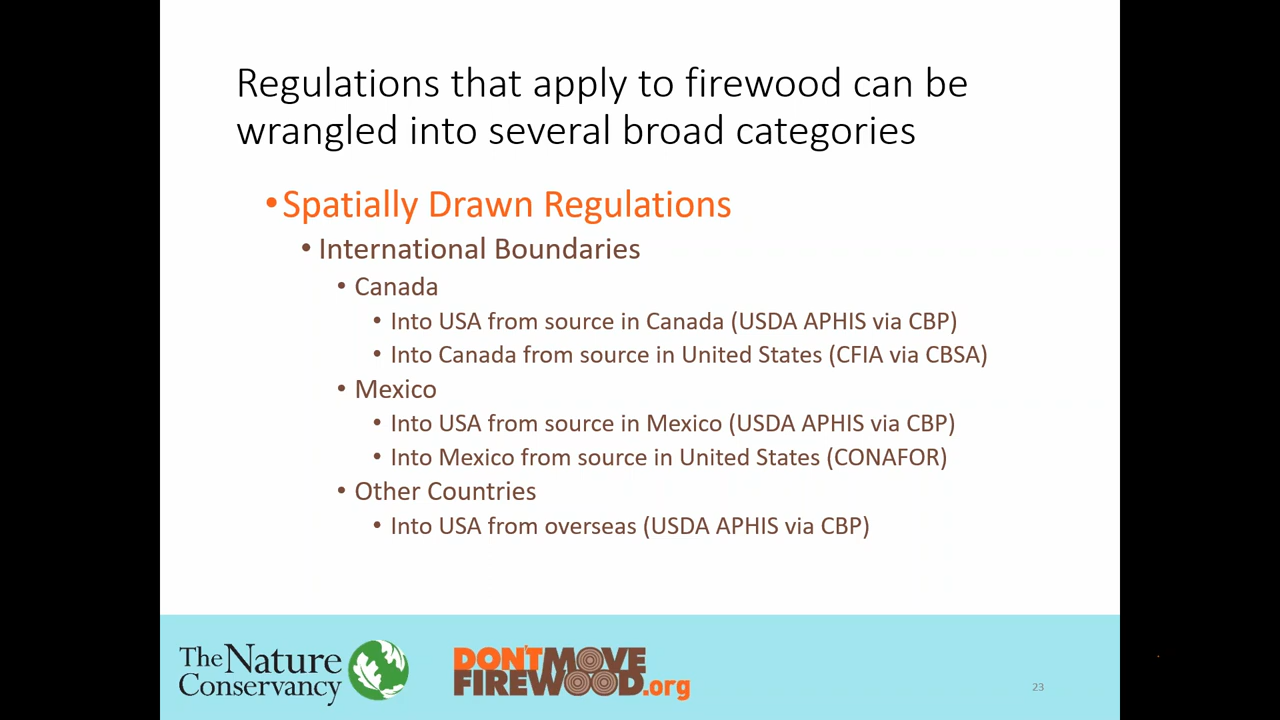 Regulations that apply to firewood can be
wrangled into several broad categories
• Spatially Drawn Regulations
• International Boundaries
• Canada
• Into USA from source in Canada (USDA APHIS via CBP)
• Into Canada from source in United States (CFIA via CBSA)
• Mexico
• Into USA from source in Mexico (USDA APHIS via CBP)
• Into Mexico from source in United States (CONAFOR)
• Other Countries
• Into USA from overseas (USDA APHIS via CBP)
The Nature
Conservancy
DON'T MOVE
FIREWOOD.org
23